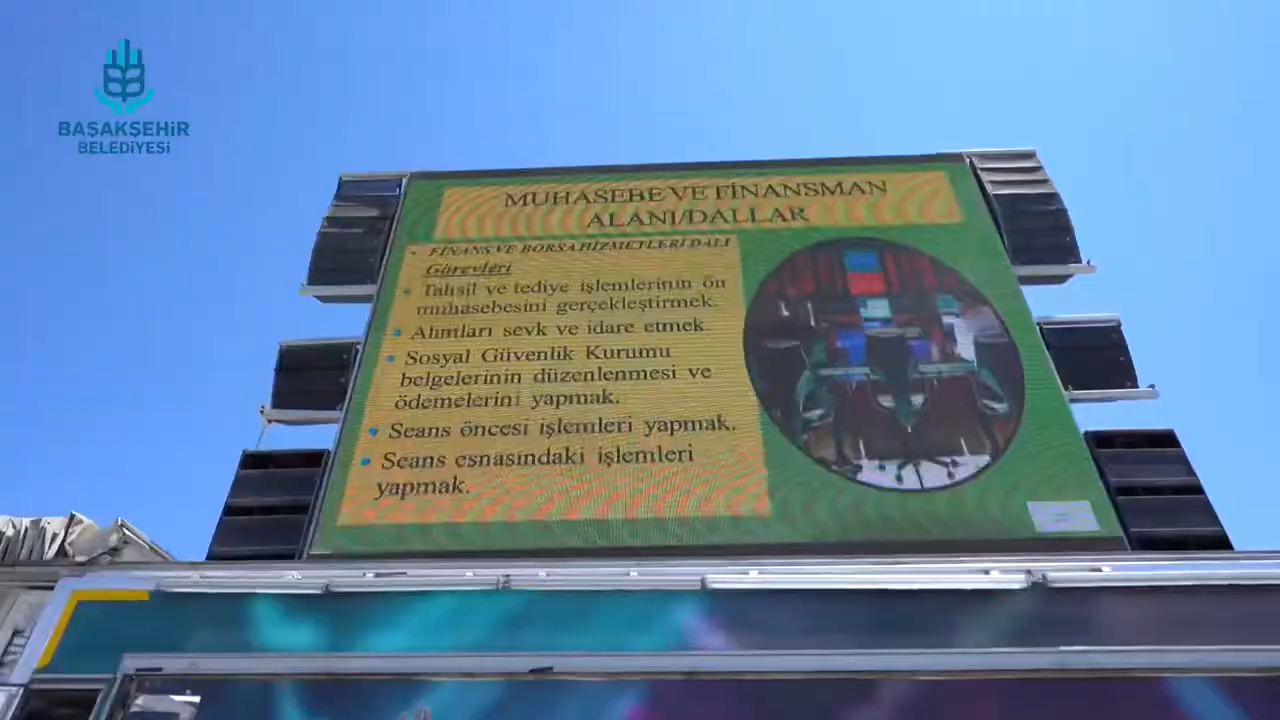 BAŞAKŞEHİR
BELEDİYESİ
MUHASEBE VE FİNANSMAN
ALANI/DALLAR
• FİNANS VE BORSA HİZMETLERİ DALI
Görevleri
• Tahsil ve tediye işlemlerinin ön
muhasebesini gerçekleştirmek.
• Alımları sevk ve idare etmek.
• Sosyal Güvenlik Kurumu
belgelerinin düzenlenmesi ve
ödemelerini yapmak.
• Seans öncesi işlemleri yapmak.
• Seans esnasındaki işlemleri
yapmak.